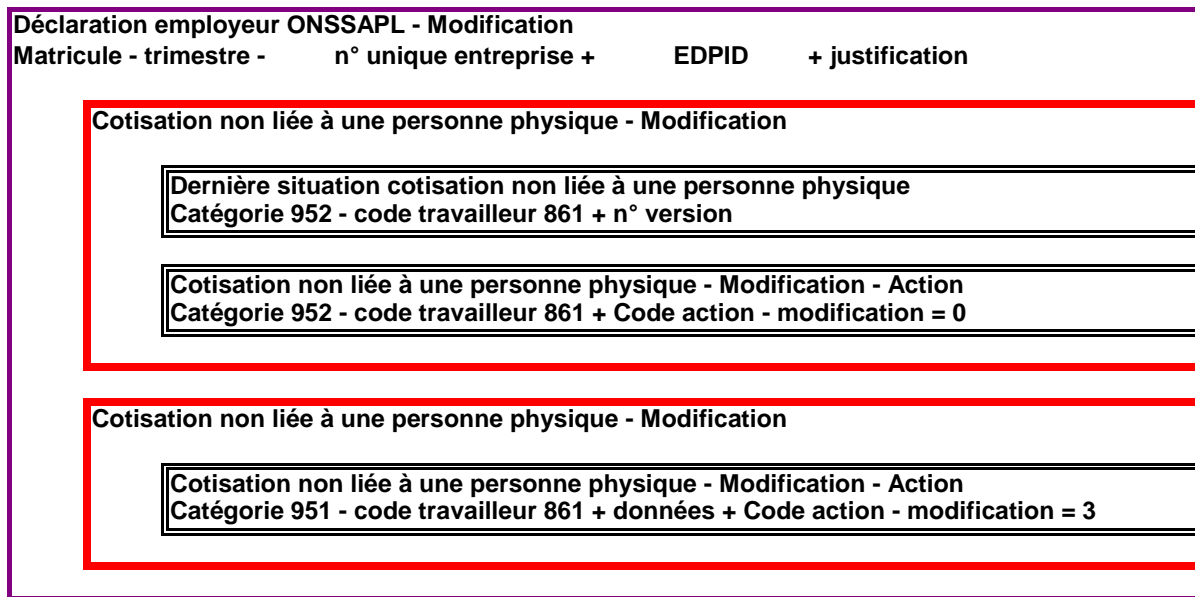 Déclaration employeur ONSSAPL - Modification
Matricule - trimestre - n° unique entreprise + EDPID + justification
Cotisation non liée à une personne physique - Modification
Dernière situation cotisation non liée à une personne physique
Catégorie 952 - code travailleur 861 + n° version
Cotisation non liée à une personne physique - Modification - Action
Catégorie 952 - code travailleur 861 + Code action - modification = 0
Cotisation non liée à une personne physique - Modification
Cotisation non liée à une personne physique - Modification - Action
Catégorie 951 - code travailleur 861 + données + Code action - modification = 3